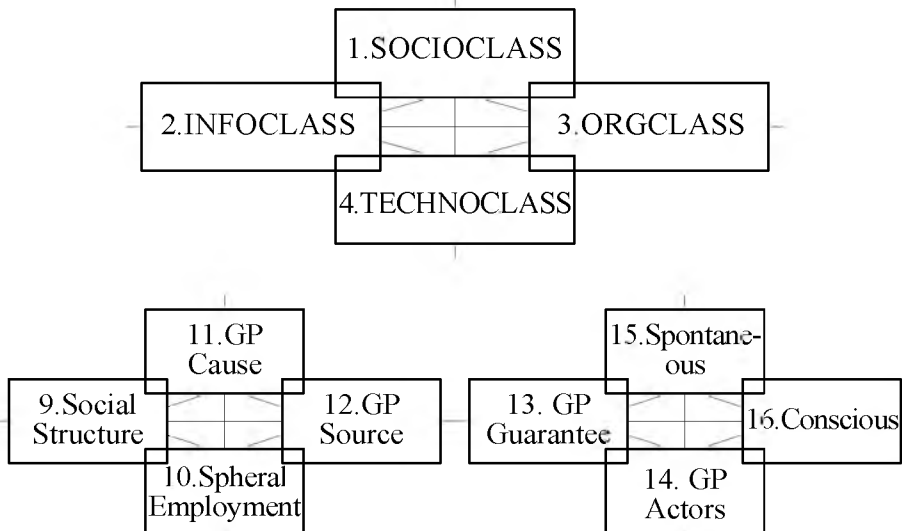 1.SOCIOCLASS
2.INFOCLASS
3.ORGCLASS
4.TECHNOCLASS
11.GP
Cause
9.Social
Structure
12.GP
Source
10.Spheral
Employment
15.Spontane-
ous
13. GP
Guarantee
16.Conscious
14. GP
Actors